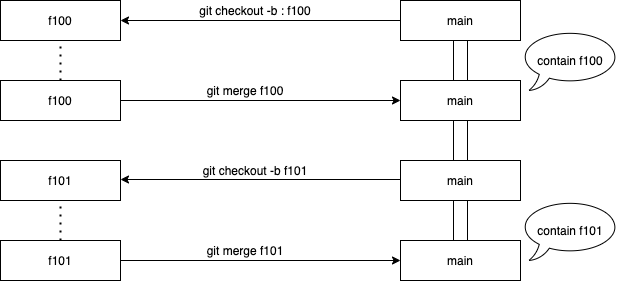 f100
git checkout -b : f100
main
contain f100
f100
git merge f100
main
f101
git checkout -b f101
main
contain f101
f101
git merge f101
main